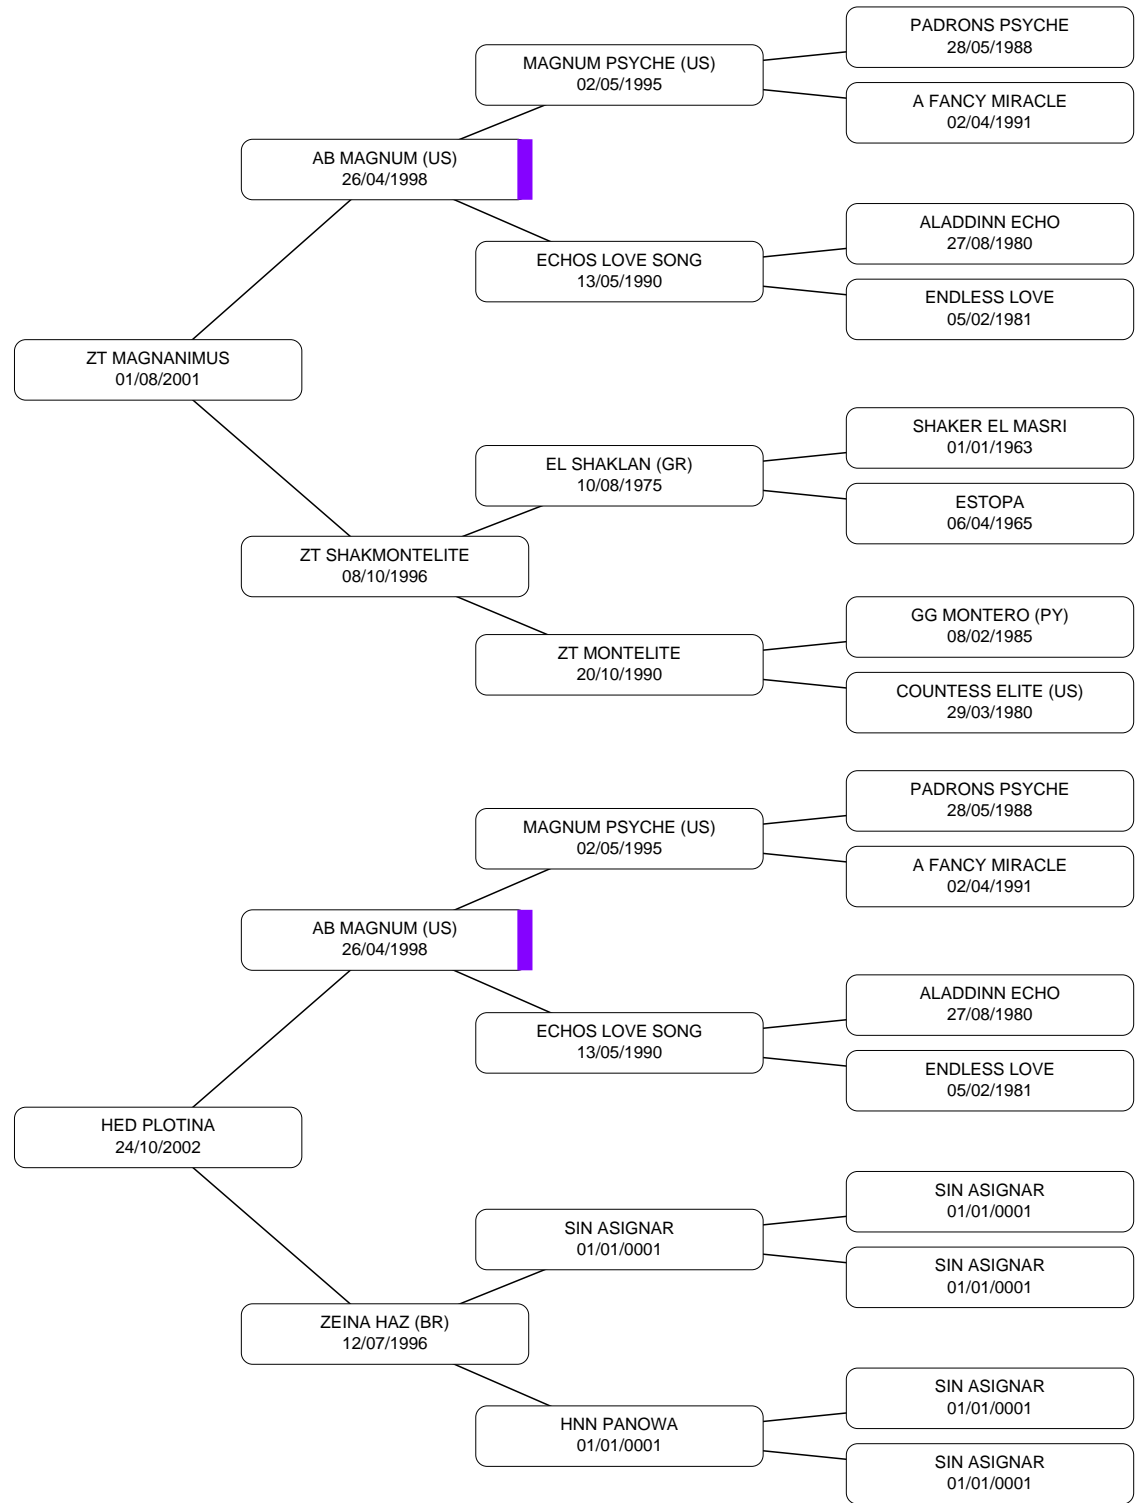 PADRONS PSYCHE
28/05/1988
MAGNUM PSYCHE (US)
02/05/1995
A FANCY MIRACLE
02/04/1991
AB MAGNUM (US)
26/04/1998
ALADDINN ECHO
27/08/1980
ECHOS LOVE SONG
13/05/1990
ENDLESS LOVE
05/02/1981
ZT MAGNANIMUS
01/08/2001
SHAKER EL MASRI
01/01/1963
EL SHAKLAN (GR)
10/08/1975
ESTOPA
06/04/1965
ZT SHAKMONTELITE
08/10/1996
GG MONTERO (PY)
08/02/1985
ZT MONTELITE
20/10/1990
COUNTESS ELITE (US)
29/03/1980
PADRONS PSYCHE
28/05/1988
MAGNUM PSYCHE (US)
02/05/1995
A FANCY MIRACLE
02/04/1991
AB MAGNUM (US)
26/04/1998
ALADDINN ECHO
27/08/1980
ECHOS LOVE SONG
13/05/1990
ENDLESS LOVE
05/02/1981
HED PLOTINA
24/10/2002
SIN ASIGNAR
01/01/0001
SIN ASIGNAR
01/01/0001
SIN ASIGNAR
01/01/0001
ZEINA HAZ (BR)
12/07/1996
SIN ASIGNAR
01/01/0001
HNN PANOWA
01/01/0001
SIN ASIGNAR
01/01/0001